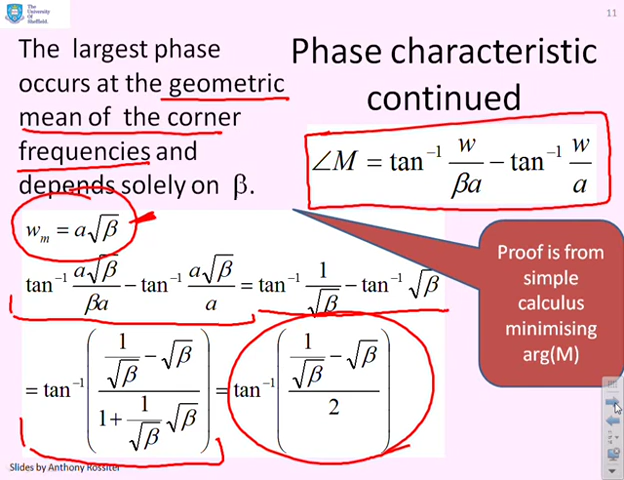 The University Of Sheffield.
11
The largest phase
occurs at the geometric
mean of the corner
frequencies and
depends solely on β.
Phase characteristic
continued
∠M = tan⁻¹ w/βa − tan⁻¹ w/a
w_m = a√β
tan⁻¹ a√β/βa − tan⁻¹ a√β/a = tan⁻¹ 1/√β − tan⁻¹ √β
= tan⁻¹ ((1/√β − √β)/(1 + 1/√β √β)) = tan⁻¹ ((1/√β − √β)/2)
Proof is from
simple
calculus
minimising
arg(M)
Slides by Anthony Rossiter